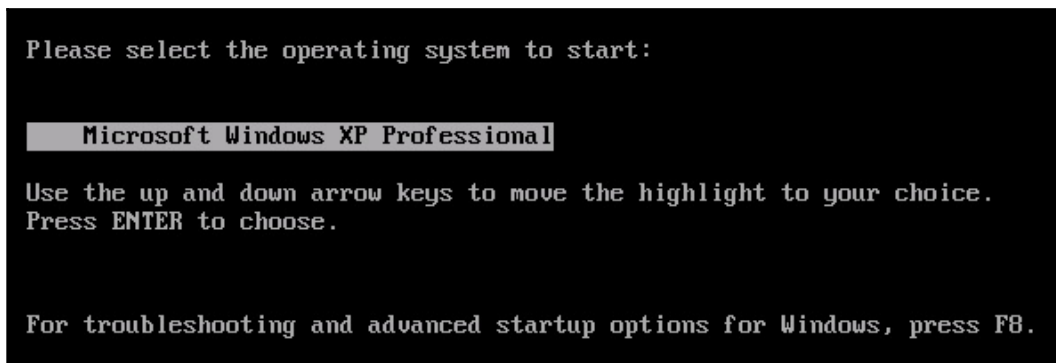 Please select the operating system to start:
Microsoft Windows XP Professional
Use the up and down arrow keys to move the highlight to your choice.
Press ENTER to choose.
For troubleshooting and advanced startup options for Windows, press F8.